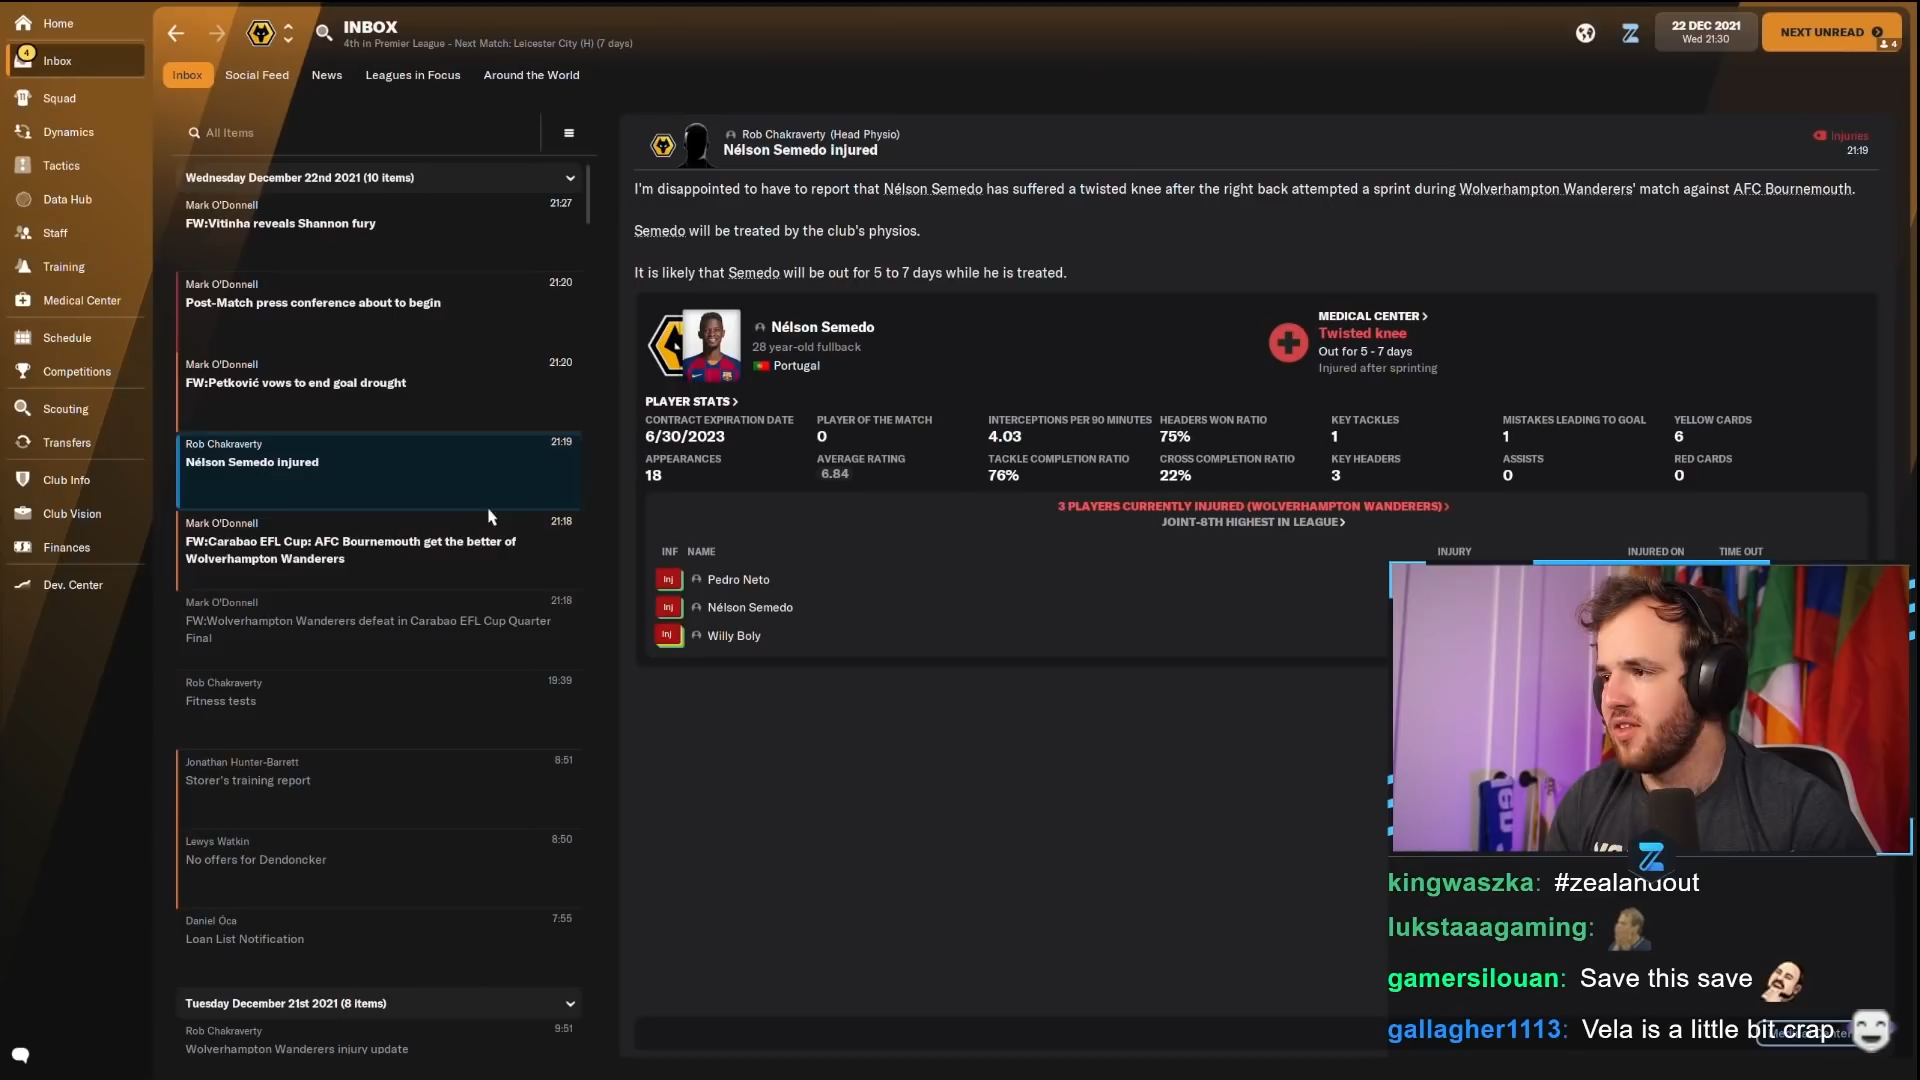 Home
4
Inbox
Squad
Dynamics
Tactics
Data Hub
Staff
Training
Medical Center
Schedule
Competitions
Scouting
Transfers
Club Info
Club Vision
Finances
Dev. Center
INBOX
4th in Premier League - Next Match: Leicester City (H) (7 days)
22 DEC 2021
Wed 21:30
NEXT UNREAD
4
Inbox
Social Feed
News
Leagues in Focus
Around the World
All Items
Wednesday December 22nd 2021 (10 items)
Mark O'Donnell 21:27
FW:Vitinha reveals Shannon fury
Mark O'Donnell 21:20
Post-Match press conference about to begin
Mark O'Donnell 21:20
FW:Petković vows to end goal drought
Rob Chakraverty 21:19
Nélson Semedo injured
Mark O'Donnell 21:18
FW:Carabao EFL Cup: AFC Bournemouth get the better of
Wolverhampton Wanderers
Mark O'Donnell 21:18
FW:Wolverhampton Wanderers defeat in Carabao EFL Cup Quarter
Final
Rob Chakraverty 19:39
Fitness tests
Jonathan Hunter-Barrett 8:51
Storer's training report
Lewys Watkin 8:50
No offers for Dendoncker
Daniel Óca 7:55
Loan List Notification
Tuesday December 21st 2021 (8 items)
Rob Chakraverty 9:51
Wolverhampton Wanderers injury update
Rob Chakraverty (Head Physio)
Nélson Semedo injured
Injuries
21:19
I'm disappointed to have to report that Nélson Semedo has suffered a twisted knee after the right back attempted a sprint during Wolverhampton Wanderers' match against AFC Bournemouth.
Semedo will be treated by the club's physios.
It is likely that Semedo will be out for 5 to 7 days while he is treated.
Nélson Semedo
28 year-old fullback
Portugal
MEDICAL CENTER >
Twisted knee
Out for 5 - 7 days
Injured after sprinting
PLAYER STATS >
CONTRACT EXPIRATION DATE PLAYER OF THE MATCH INTERCEPTIONS PER 90 MINUTES HEADERS WON RATIO KEY TACKLES MISTAKES LEADING TO GOAL YELLOW CARDS
6/30/2023 0 4.03 75% 1 1 6
APPEARANCES AVERAGE RATING TACKLE COMPLETION RATIO CROSS COMPLETION RATIO KEY HEADERS ASSISTS RED CARDS
18 6.84 76% 22% 3 0 0
3 PLAYERS CURRENTLY INJURED (WOLVERHAMPTON WANDERERS) >
JOINT-8TH HIGHEST IN LEAGUE >
INF NAME INJURY INJURED ON TIME OUT
Inj Pedro Neto
Inj Nélson Semedo
Inj Willy Boly
kingwaszka: #zealandout
lukstaaagaming:
gamersilouan: Save this save
gallagher1113: Vela is a little bit crap